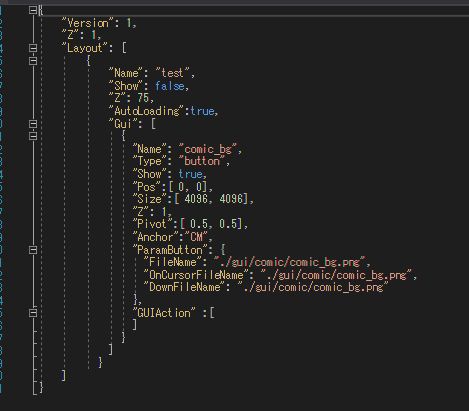 {
"Version": 1,
"Z": 1,
"Layout": [
{
"Name": "test",
"Show": false,
"Z": 75,
"AutoLoading":true,
"Gui": [
{
"Name": "comic_bg",
"Type": "button",
"Show": true,
"Pos":[ 0, 0],
"Size":[ 4096, 4096],
"Z": 1,
"Pivot":[ 0.5, 0.5],
"Anchor":"CM",
"ParamButton": {
"FileName": "./gui/comic/comic_bg.png",
"OnCursorFileName": "./gui/comic/comic_bg.png",
"DownFileName": "./gui/comic/comic_bg.png"
},
"GUIAction" :[
]
}
]
}
]
}